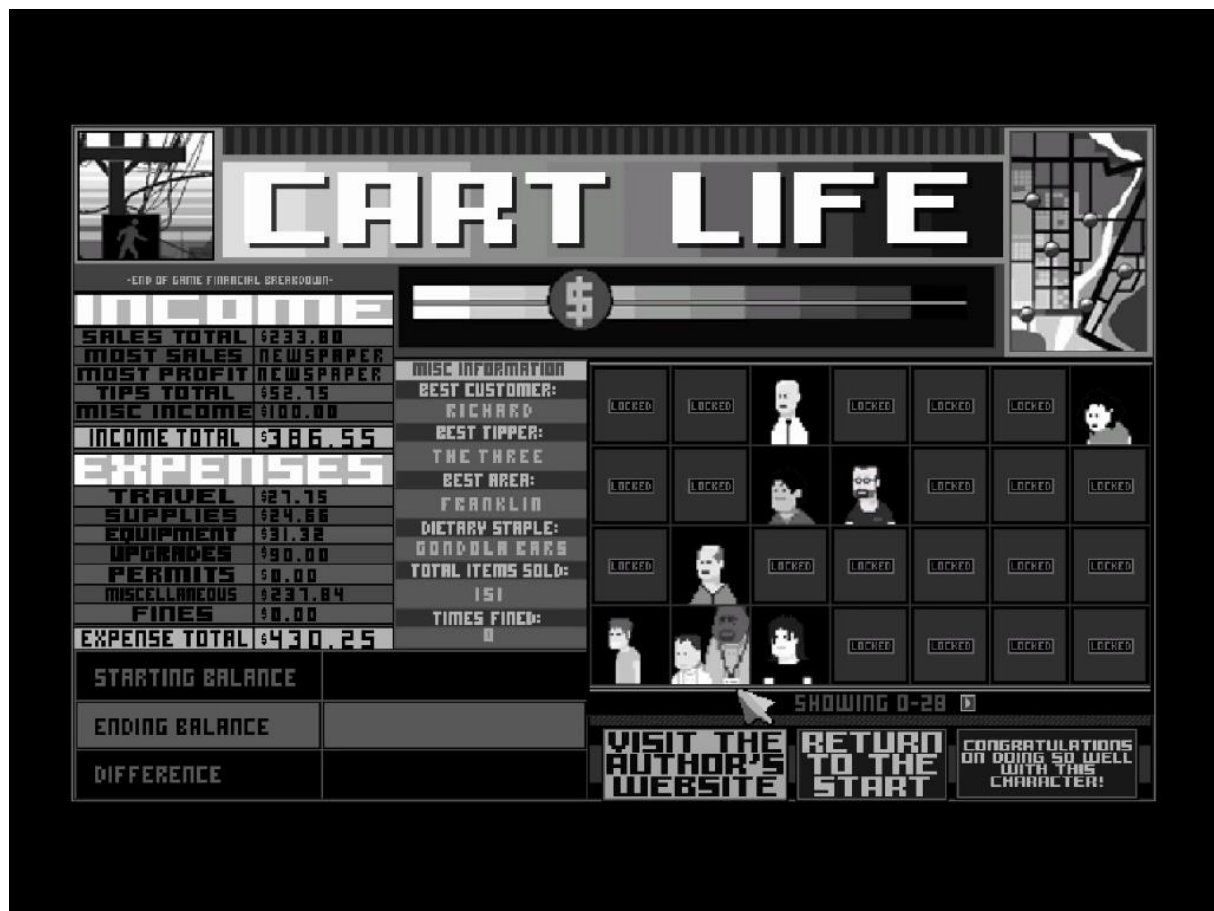 CART LIFE
-END OF GAME FINANCIAL BREAKDOWN-
$
INCOME
SALES TOTAL $233.80
MOST SALES NEWSPAPER
MOST PROFIT NEWSPAPER
TIPS TOTAL $52.75
MISC INCOME $100.00
INCOME TOTAL $386.55
EXPENSES
TRAVEL
SUPPLIES $24.66
EQUIPMENT $31.32
UPGRADES $90.00
PERMITS $0.00
MISCELLANEOUS $237.84
FINES $0.00
EXPENSE TOTAL $430.25
STARTING BALANCE
ENDING BALANCE
DIFFERENCE
MISC INFORMATION
BEST CUSTOMER:
RICHARD
BEST TIPPER:
THE THREE
BEST AREA:
FRANKLIN
DIETARY STAPLE:
GONDOLA EARS
TOTAL ITEMS SOLD:
151
TIMES FINED:
0
LOCKED LOCKED LOCKED LOCKED LOCKED
LOCKED LOCKED LOCKED LOCKED LOCKED
LOCKED LOCKED LOCKED LOCKED LOCKED LOCKED
LOCKED LOCKED LOCKED LOCKED
SHOWING 0-28
VISIT THE
AUTHOR'S
WEBSITE
RETURN
TO THE
START
CONGRATULATIONS
ON DOING SO WELL
WITH THIS
CHARACTER!